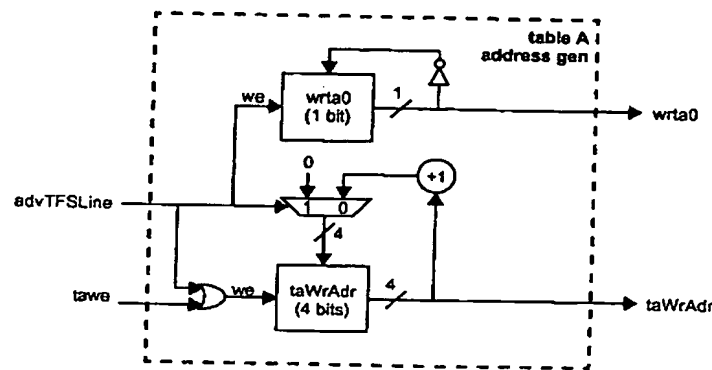 table A
address gen
we
wrta0
(1 bit)
1
wrta0
0
+1
advTFSLine
1 0
4
tawe
we
taWrAdr
(4 bits)
4
taWrAdr